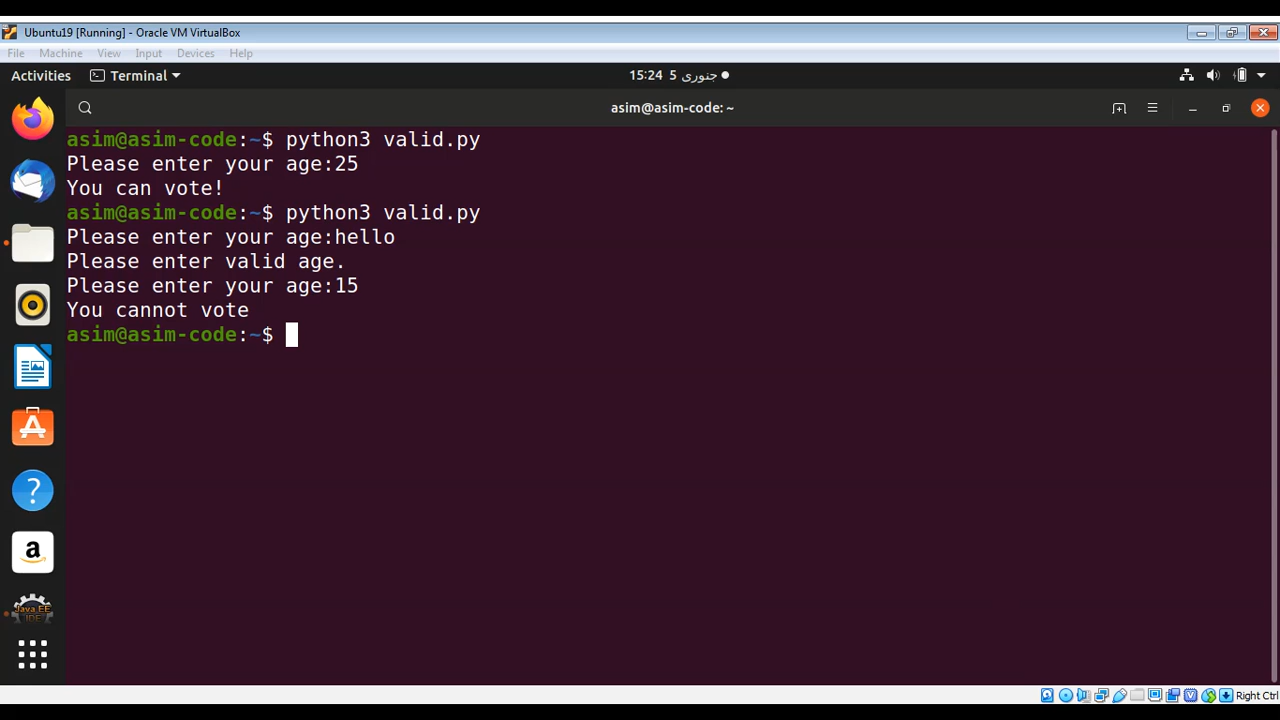 Ubuntu19 [Running] - Oracle VM VirtualBox
File Machine View Input Devices Help
Activities Terminal 15:24 5 جنوری
asim@asim-code: ~
asim@asim-code:~$ python3 valid.py
Please enter your age:25
You can vote!
asim@asim-code:~$ python3 valid.py
Please enter your age:hello
Please enter valid age.
Please enter your age:15
You cannot vote
asim@asim-code:~$
?
a
Java EE
IDE
Right Ctrl